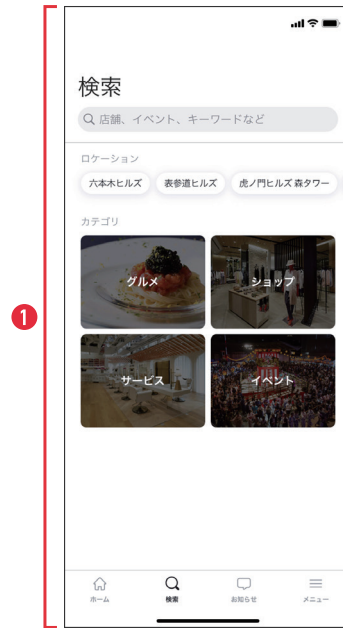 検索
店舗、イベント、キーワードなど
ロケーション
六本木ヒルズ 表参道ヒルズ 虎ノ門ヒルズ 森タワー
カテゴリ
グルメ ショップ
サービス イベント
1
ホーム 検索 お知らせ メニュー